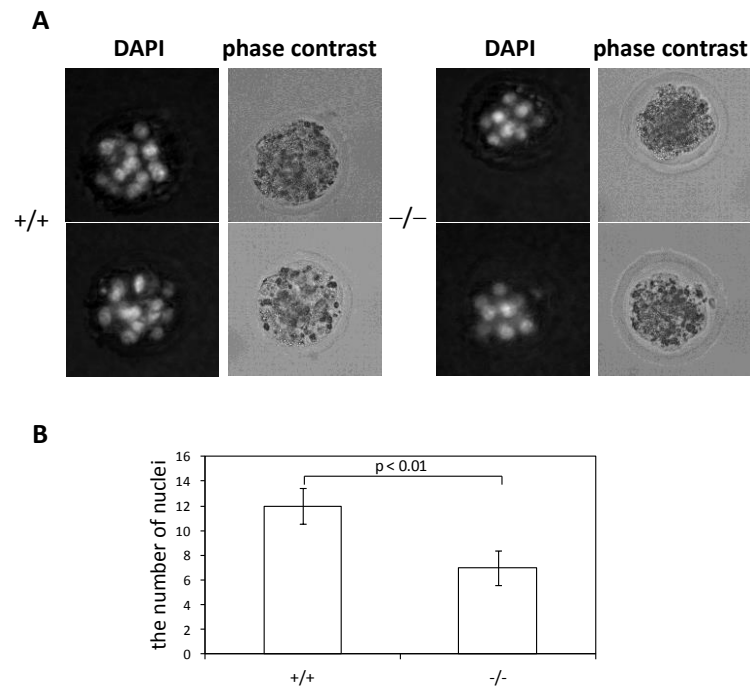 A
DAPI phase contrast DAPI phase contrast
+/+ −/−
B
the number of nuclei
16
14
12
10
8
6
4
2
0
p < 0.01
+/+ -/-